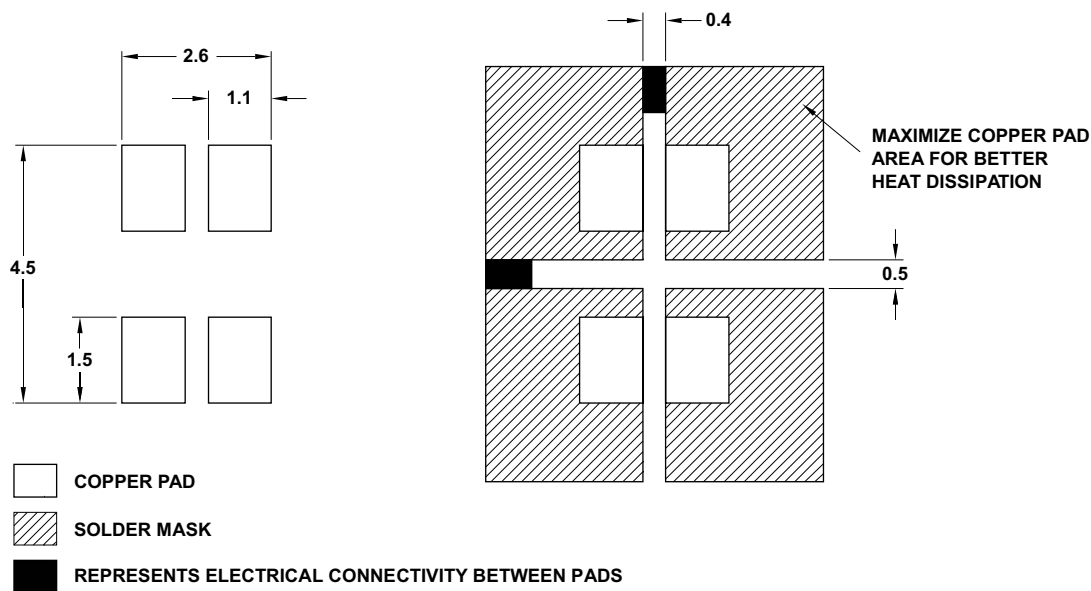 0.4
2.6
1.1
MAXIMIZE COPPER PAD
AREA FOR BETTER
HEAT DISSIPATION
4.5
0.5
1.5
COPPER PAD
SOLDER MASK
REPRESENTS ELECTRICAL CONNECTIVITY BETWEEN PADS